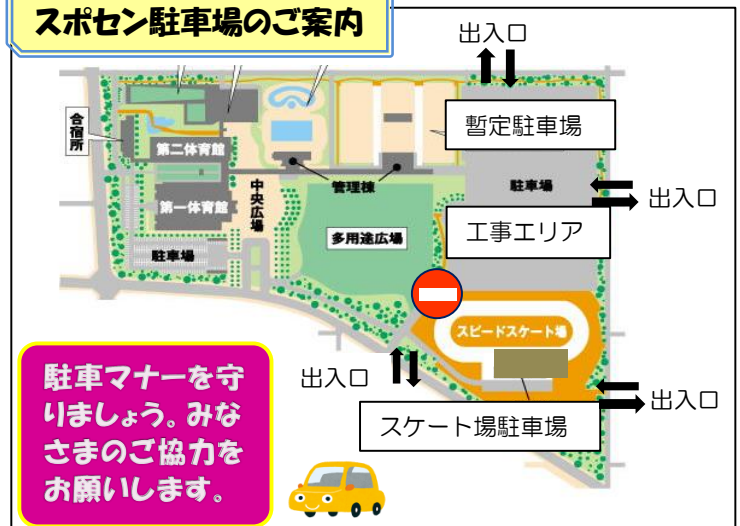 スポセン駐車場のご案内
出入口
暫定駐車場
合宿所
第二体育館
管理棟
駐車場
出入口
中央広場
第一体育館
多用途広場
工事エリア
駐車場
スピードスケート場
駐車マナーを守
りましょう。みな
さまのご協力を
お願いします。
出入口
出入口
スケート場駐車場